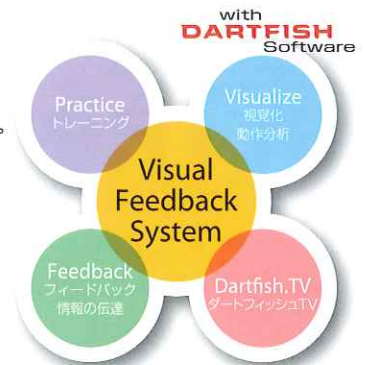 with
DARTFISH
Software
Practice
トレーニング
Visualize
視覚化
動作分析
Visual
Feedback
System
Feedback
フィードバック
情報の伝達
Dartfish.TV
ダートフィッシュTV
。